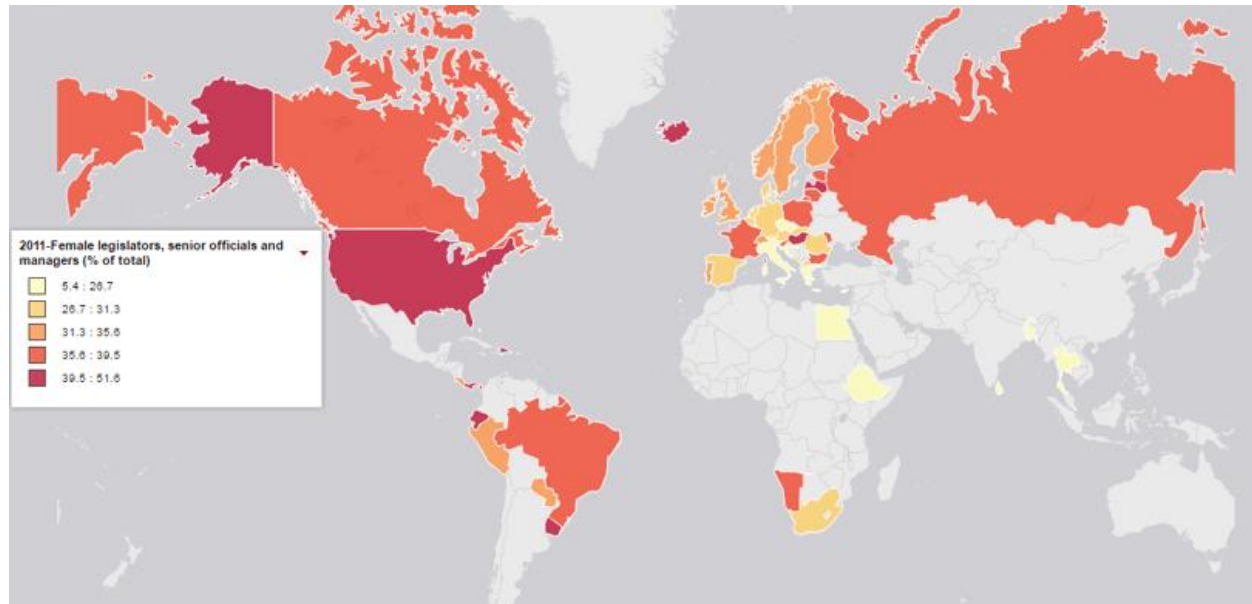 2011-Female legislators, senior officials and
managers (% of total)
5.4 : 26.7
26.7 : 31.3
31.3 : 35.6
35.6 : 39.5
39.5 : 51.6